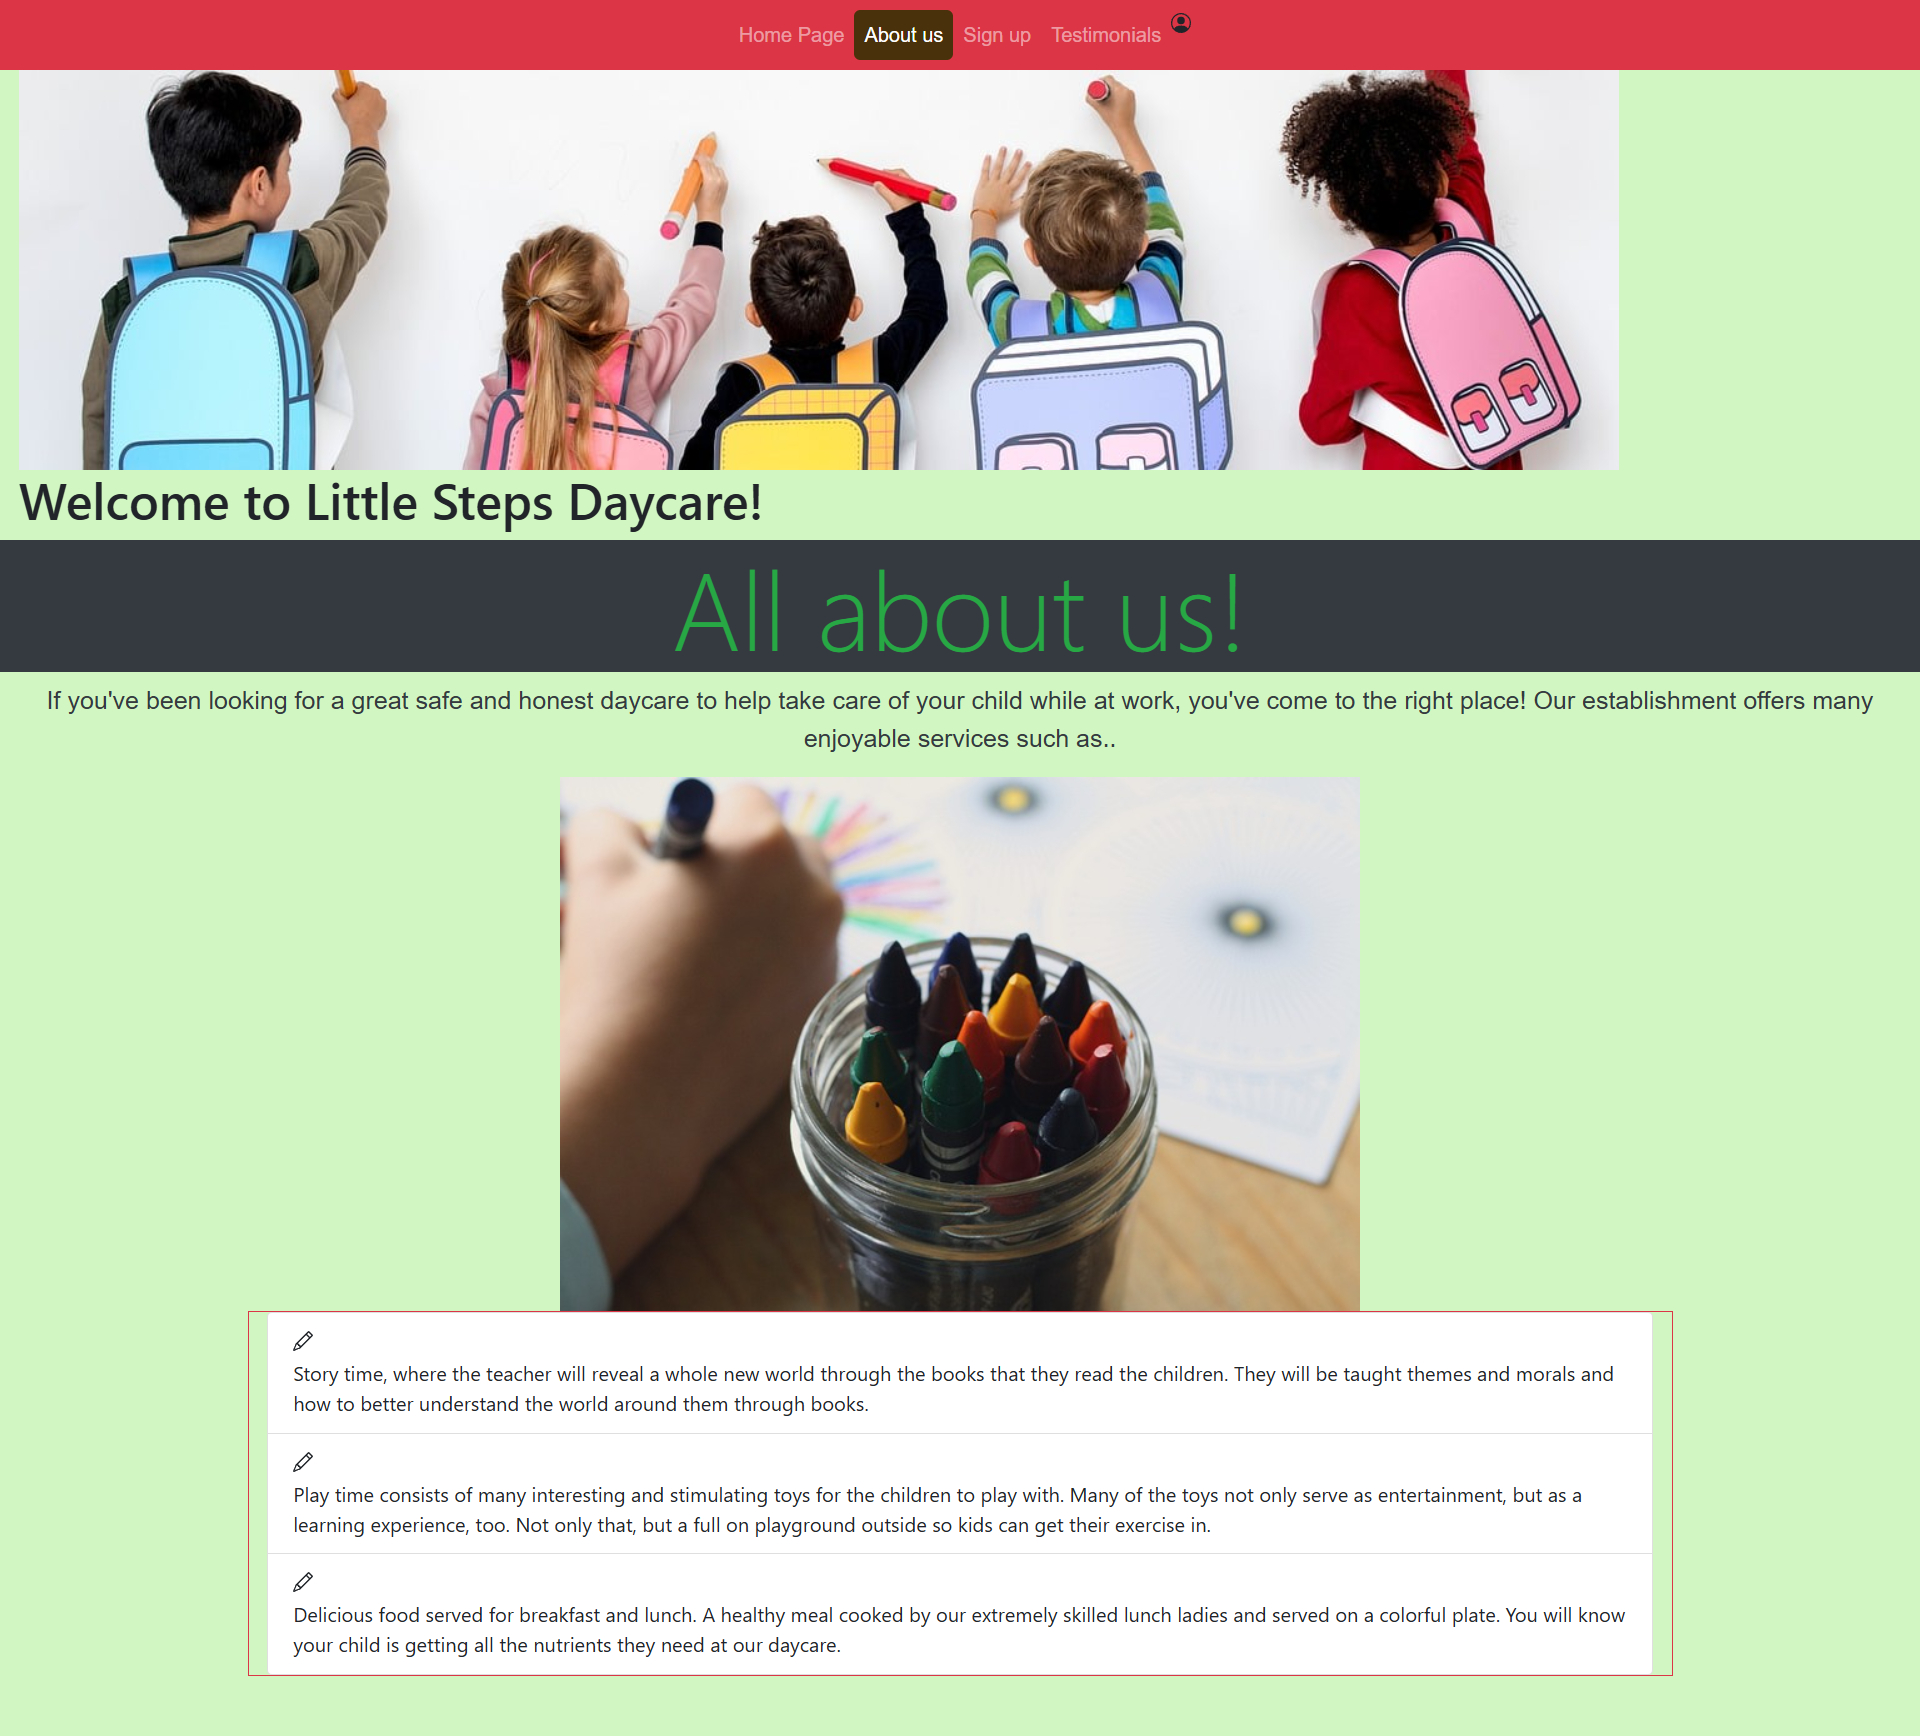 Home Page About us Sign up Testimonials
Welcome to Little Steps Daycare!
All about us!
If you've been looking for a great safe and honest daycare to help take care of your child while at work, you've come to the right place! Our establishment offers many
enjoyable services such as..
Story time, where the teacher will reveal a whole new world through the books that they read the children. They will be taught themes and morals and
how to better understand the world around them through books.
Play time consists of many interesting and stimulating toys for the children to play with. Many of the toys not only serve as entertainment, but as a
learning experience, too. Not only that, but a full on playground outside so kids can get their exercise in.
Delicious food served for breakfast and lunch. A healthy meal cooked by our extremely skilled lunch ladies and served on a colorful plate. You will know
your child is getting all the nutrients they need at our daycare.